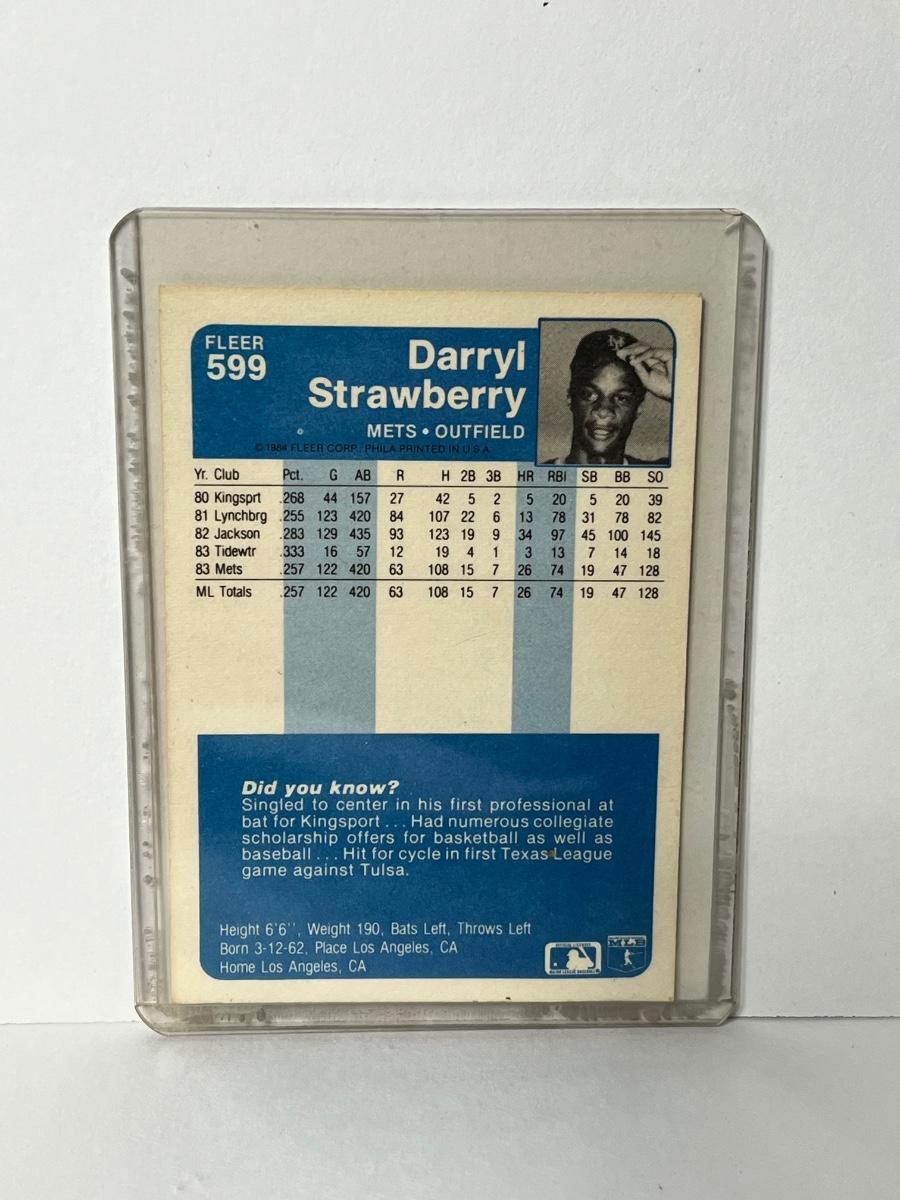 FLEER
599
Darryl
Strawberry
METS • OUTFIELD
© 1984 FLEER CORP. PHILA PRINTED IN U.S.A.
Yr. Club Pct. G AB R H 2B 3B HR RBI SB BB SO
80 Kingsprt .268 44 157 27 42 5 2 5 20 5 20 39
81 Lynchbrg .255 123 420 84 107 22 6 13 78 31 78 82
82 Jackson .283 129 435 93 123 19 9 34 97 45 100 145
83 Tidewtr .333 16 57 12 19 4 1 3 13 7 14 18
83 Mets .257 122 420 63 108 15 7 26 74 19 47 128
ML Totals .257 122 420 63 108 15 7 26 74 19 47 128
Did you know?
Singled to center in his first professional at
bat for Kingsport . . . Had numerous collegiate
scholarship offers for basketball as well as
baseball . . . Hit for cycle in first Texas League
game against Tulsa.
Height 6'6'', Weight 190, Bats Left, Throws Left
Born 3-12-62, Place Los Angeles, CA
Home Los Angeles, CA